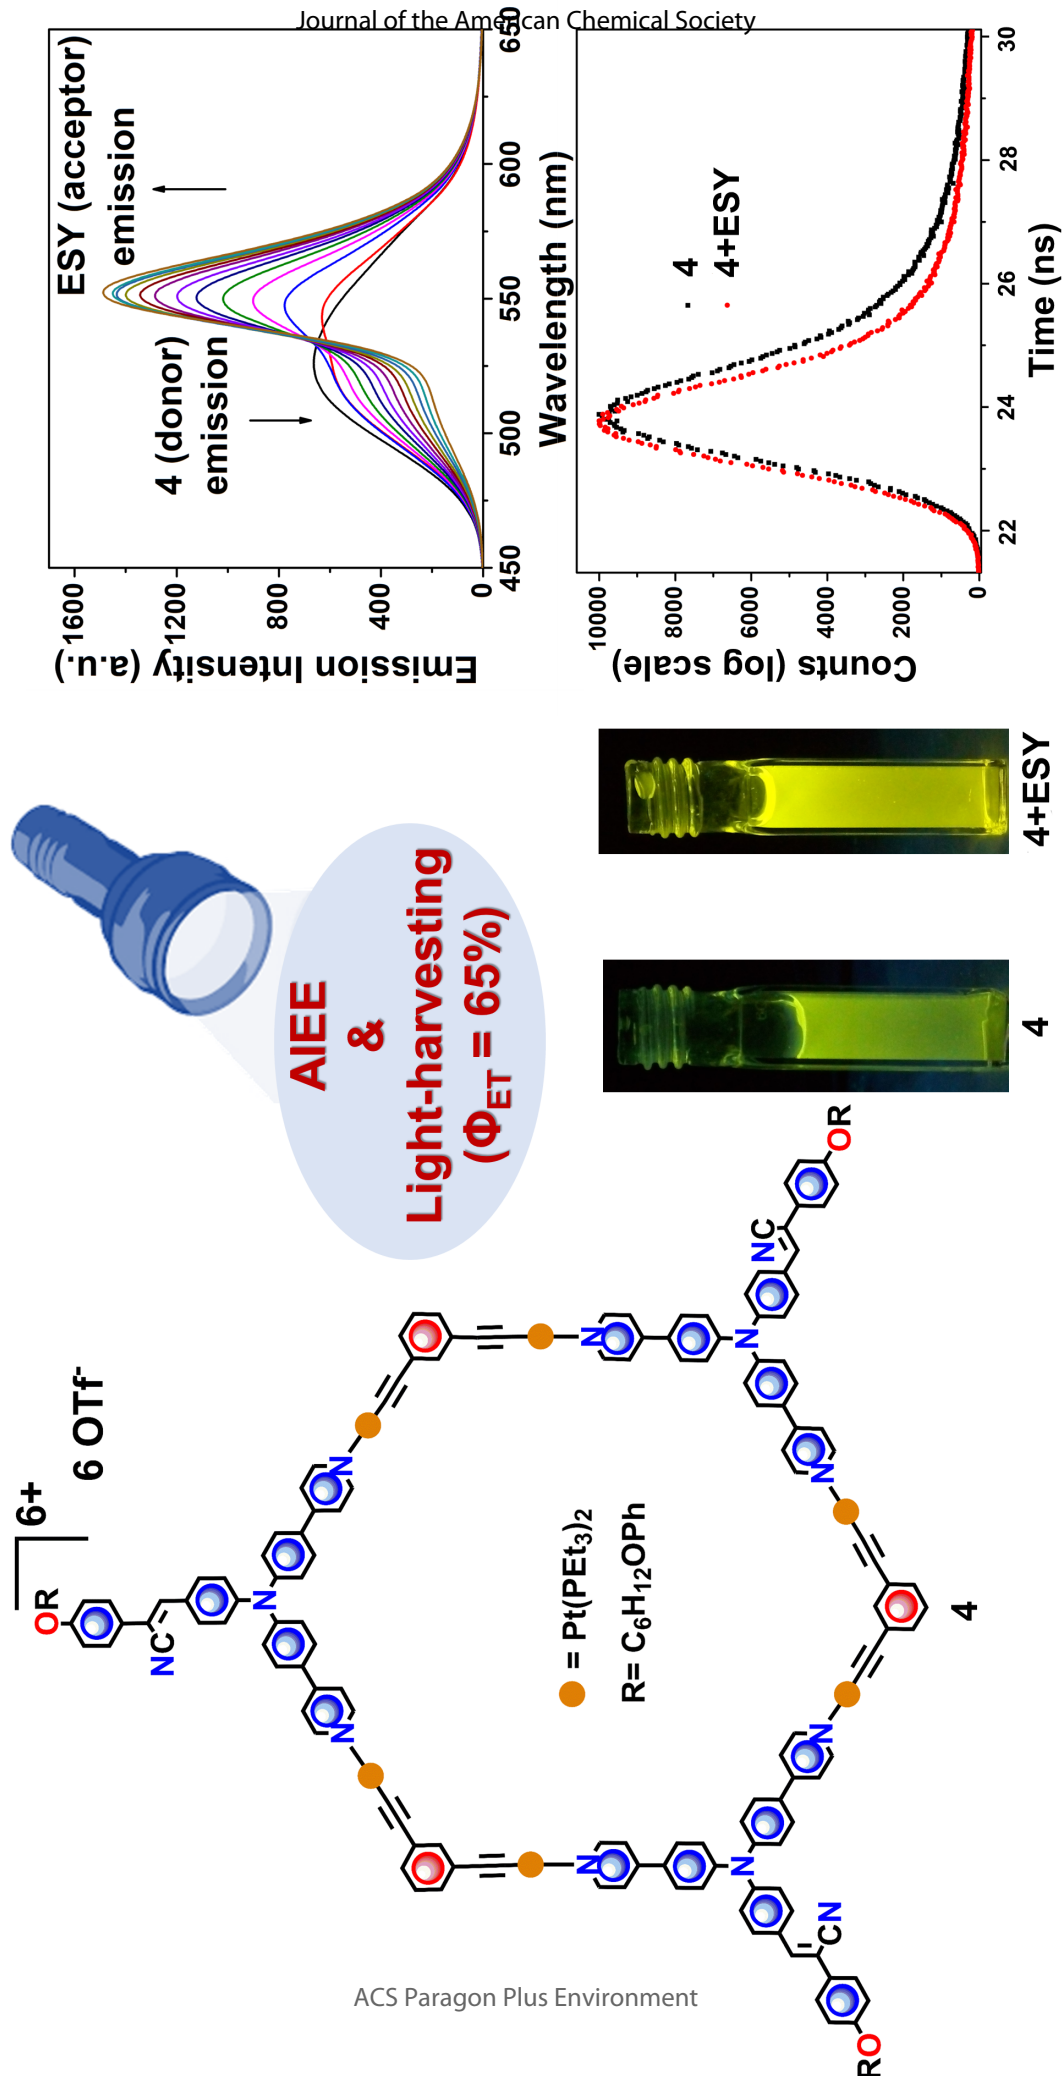 Journal of the American Chemical Society
6+
6 OTf-
OR
NC
N
N
N
N
N
N
N
N
N
NC
CN
OR
RO
= Pt(PEt3)2
R= C6H12OPh
4
AIEE
&
Light-harvesting
(ΦET = 65%)
4
4+ESY
Emission Intensity (a.u.)
1600
1200
800
400
0
4 (donor)
emission
ESY (acceptor)
emission
450
500
550
600
650
Wavelength (nm)
Counts (log scale)
10000
8000
6000
4000
2000
0
4
4+ESY
22
24
26
28
30
Time (ns)
ACS Paragon Plus Environment